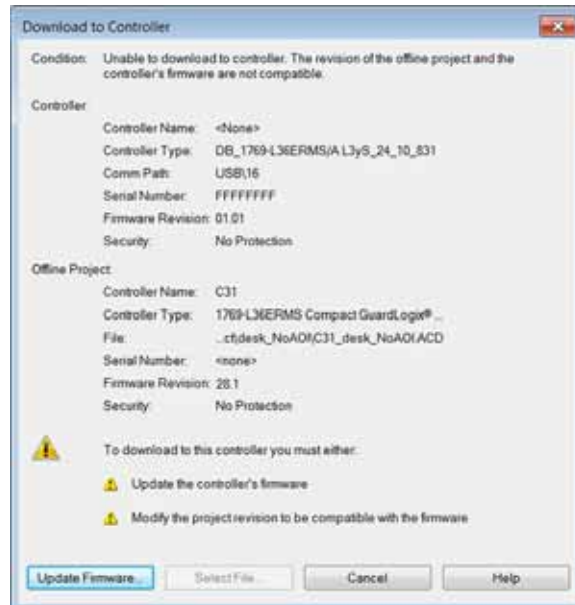 Download to Controller
Condition: Unable to download to controller. The revision of the offline project and the
controller's firmware are not compatible.
Controller
Controller Name: <None>
Controller Type: DB_1769-L36ERMS/A L3yS_24_10_831
Comm Path: USB\16
Serial Number: FFFFFFFF
Firmware Revision: 01.01
Security: No Protection
Offline Project
Controller Name: C31
Controller Type: 1769-L36ERMS Compact GuardLogix® ...
File: ...cf\desk_NoAOI\C31_desk_NoAOI.ACD
Serial Number: <none>
Firmware Revision: 28.1
Security: No Protection
To download to this controller you must either:
Update the controller's firmware
Modify the project revision to be compatible with the firmware
Update Firmware... Select File... Cancel Help